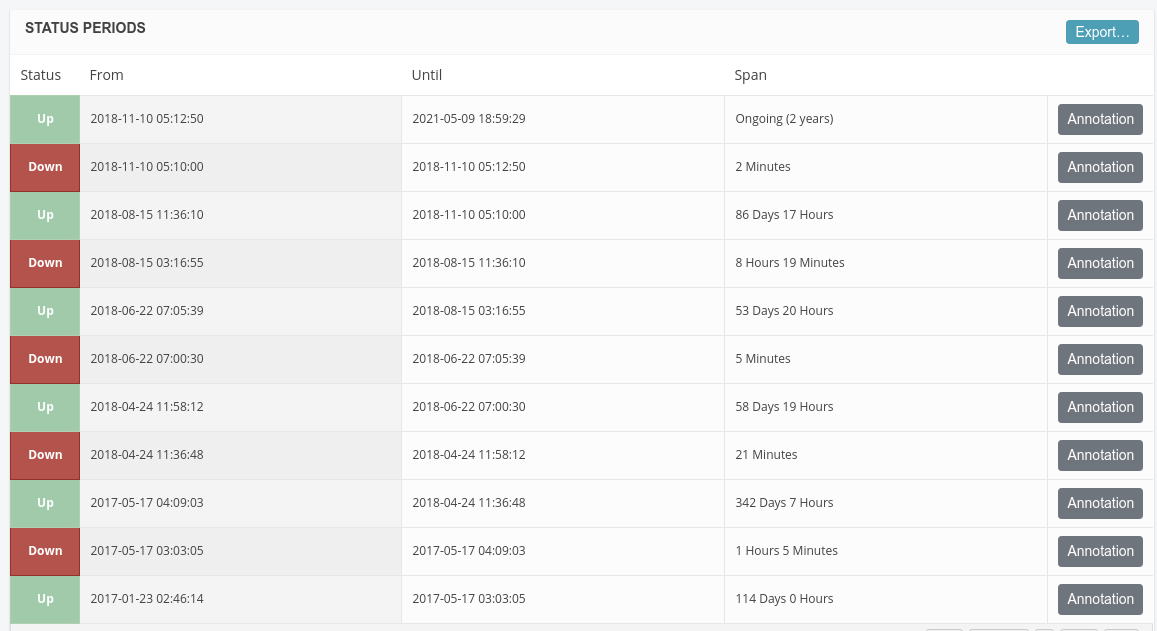 STATUS PERIODS
Export...
Status From Until Span
Up 2018-11-10 05:12:50 2021-05-09 18:59:29 Ongoing (2 years) Annotation
Down 2018-11-10 05:10:00 2018-11-10 05:12:50 2 Minutes Annotation
Up 2018-08-15 11:36:10 2018-11-10 05:10:00 86 Days 17 Hours Annotation
Down 2018-08-15 03:16:55 2018-08-15 11:36:10 8 Hours 19 Minutes Annotation
Up 2018-06-22 07:05:39 2018-08-15 03:16:55 53 Days 20 Hours Annotation
Down 2018-06-22 07:00:30 2018-06-22 07:05:39 5 Minutes Annotation
Up 2018-04-24 11:58:12 2018-06-22 07:00:30 58 Days 19 Hours Annotation
Down 2018-04-24 11:36:48 2018-04-24 11:58:12 21 Minutes Annotation
Up 2017-05-17 04:09:03 2018-04-24 11:36:48 342 Days 7 Hours Annotation
Down 2017-05-17 03:03:05 2017-05-17 04:09:03 1 Hours 5 Minutes Annotation
Up 2017-01-23 02:46:14 2017-05-17 03:03:05 114 Days 0 Hours Annotation